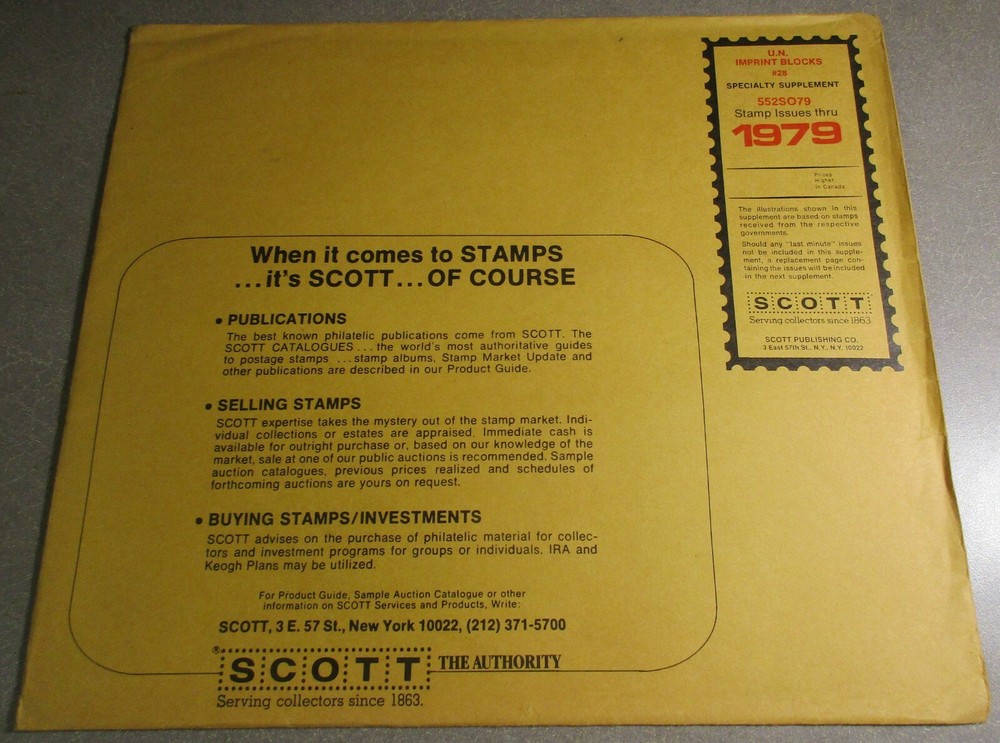 U.N.
IMPRINT BLOCKS
#28
SPECIALTY SUPPLEMENT
552SO79
Stamp Issues thru
1979
Prices
Higher
in Canada
The illustrations shown in this
supplement are based on stamps
received from the respective
governments.
Should any "last minute" issues
not be included in this supple-
ment, a replacement page con-
taining the issues will be included
in the next supplement.
SCOTT
Serving collectors since 1863
SCOTT PUBLISHING CO.
3 East 57th St., N.Y., N.Y. 10022
When it comes to STAMPS
...it's SCOTT...OF COURSE
• PUBLICATIONS
The best known philatelic publications come from SCOTT. The
SCOTT CATALOGUES... the world's most authoritative guides
to postage stamps ...stamp albums, Stamp Market Update and
other publications are described in our Product Guide.
• SELLING STAMPS
SCOTT expertise takes the mystery out of the stamp market. Indi-
vidual collections or estates are appraised. Immediate cash is
available for outright purchase or, based on our knowledge of the
market, sale at one of our public auctions is recommended. Sample
auction catalogues, previous prices realized and schedules of
forthcoming auctions are yours on request.
• BUYING STAMPS/INVESTMENTS
SCOTT advises on the purchase of philatelic material for collec-
tors and investment programs for groups or individuals. IRA and
Keogh Plans may be utilized.
For Product Guide, Sample Auction Catalogue or other
information on SCOTT Services and Products, Write:
SCOTT, 3 E. 57 St., New York 10022, (212) 371-5700
® SCOTT THE AUTHORITY
Serving collectors since 1863.